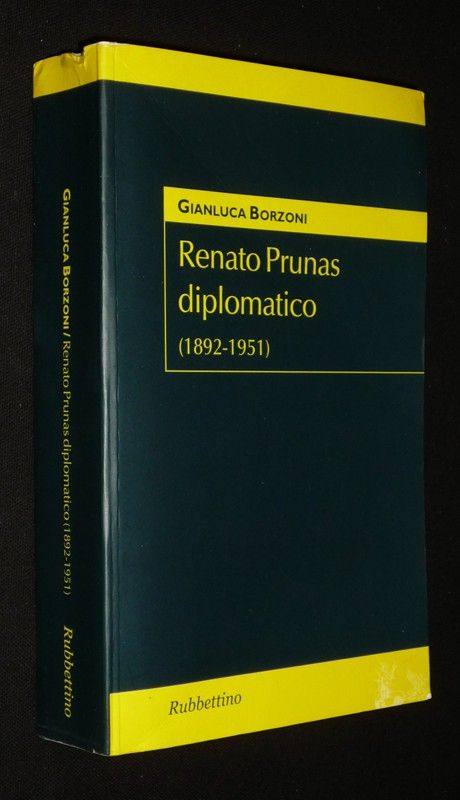 GIANLUCA BORZONI
Renato Prunas
diplomatico
(1892-1951)
Rubbettino
GIANLUCA BORZONI / Renato Prunas diplomatico (1892-1951)
Rubbettino